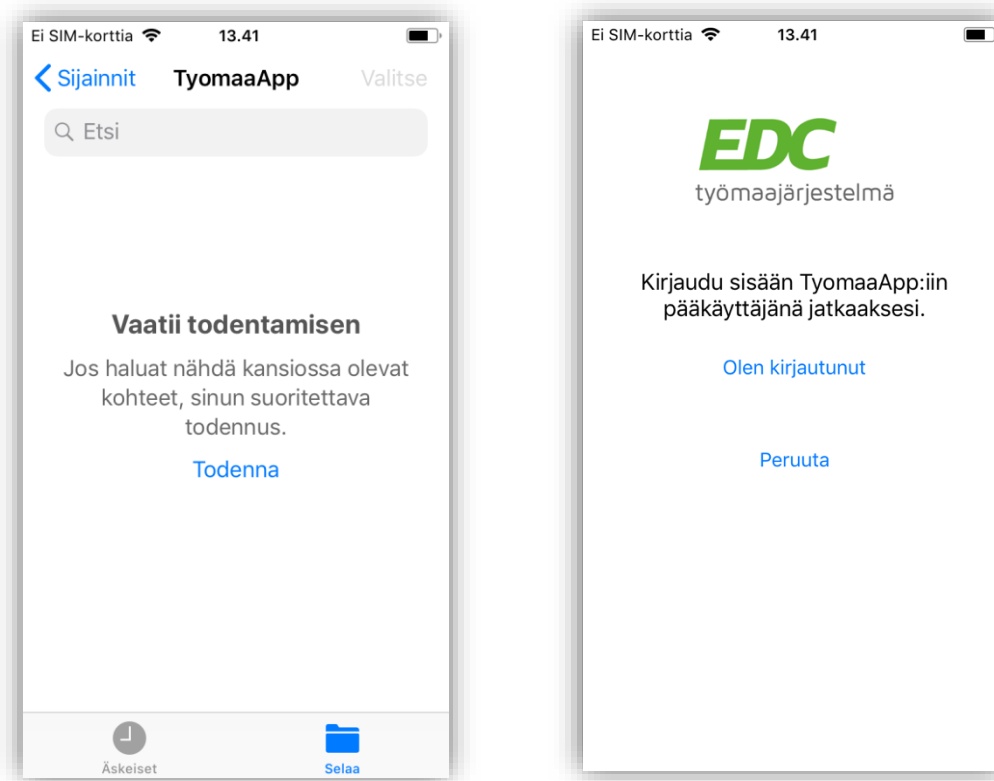 Ei SIM-korttia 13.41
Sijainnit TyomaaApp Valitse
Etsi
Vaatii todentamisen
Jos haluat nähdä kansiossa olevat
kohteet, sinun suoritettava
todennus.
Todenna
Äskeiset Selaa
Ei SIM-korttia 13.41
EDC
työmaajärjestelmä
Kirjaudu sisään TyomaaApp:iin
pääkäyttäjänä jatkaaksesi.
Olen kirjautunut
Peruuta